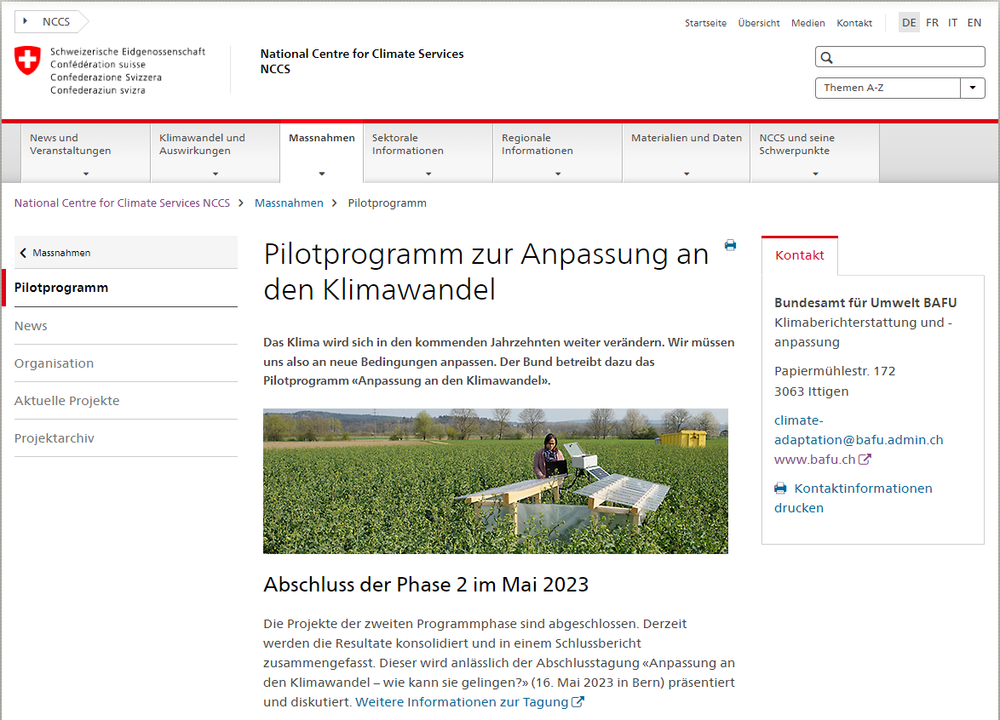 NCCS
Startseite Übersicht Medien Kontakt DE FR IT EN
Schweizerische Eidgenossenschaft
Confédération suisse
Confederazione Svizzera
Confederaziun svizra
National Centre for Climate Services
NCCS
Themen A-Z
News und
Veranstaltungen
Klimawandel und
Auswirkungen
Massnahmen
Sektorale
Informationen
Regionale
Informationen
Materialien und Daten
NCCS und seine
Schwerpunkte
National Centre for Climate Services NCCS > Massnahmen > Pilotprogramm
Massnahmen
Pilotprogramm
News
Organisation
Aktuelle Projekte
Projektarchiv
Pilotprogramm zur Anpassung an
den Klimawandel
Das Klima wird sich in den kommenden Jahrzehnten weiter verändern. Wir müssen
uns also an neue Bedingungen anpassen. Der Bund betreibt dazu das
Pilotprogramm «Anpassung an den Klimawandel».
Abschluss der Phase 2 im Mai 2023
Die Projekte der zweiten Programmphase sind abgeschlossen. Derzeit
werden die Resultate konsolidiert und in einem Schlussbericht
zusammengefasst. Dieser wird anlässlich der Abschlusstagung «Anpassung an
den Klimawandel – wie kann sie gelingen?» (16. Mai 2023 in Bern) präsentiert
und diskutiert. Weitere Informationen zur Tagung
Kontakt
Bundesamt für Umwelt BAFU
Klimaberichterstattung und -
anpassung
Papiermühlestr. 172
3063 Ittigen
climate-
adaptation@bafu.admin.ch
www.bafu.ch
Kontaktinformationen
drucken